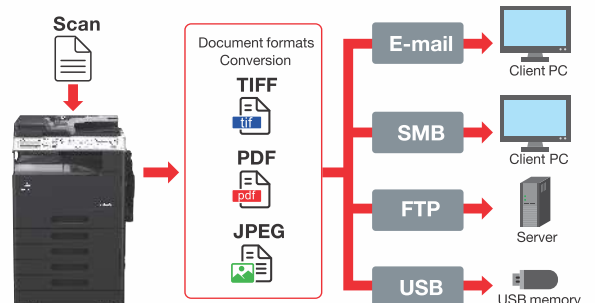 Scan
Document formats
Conversion
TIFF
tif
PDF
pdf
JPEG
E-mail
Client PC
SMB
Client PC
FTP
Server
USB
USB memory